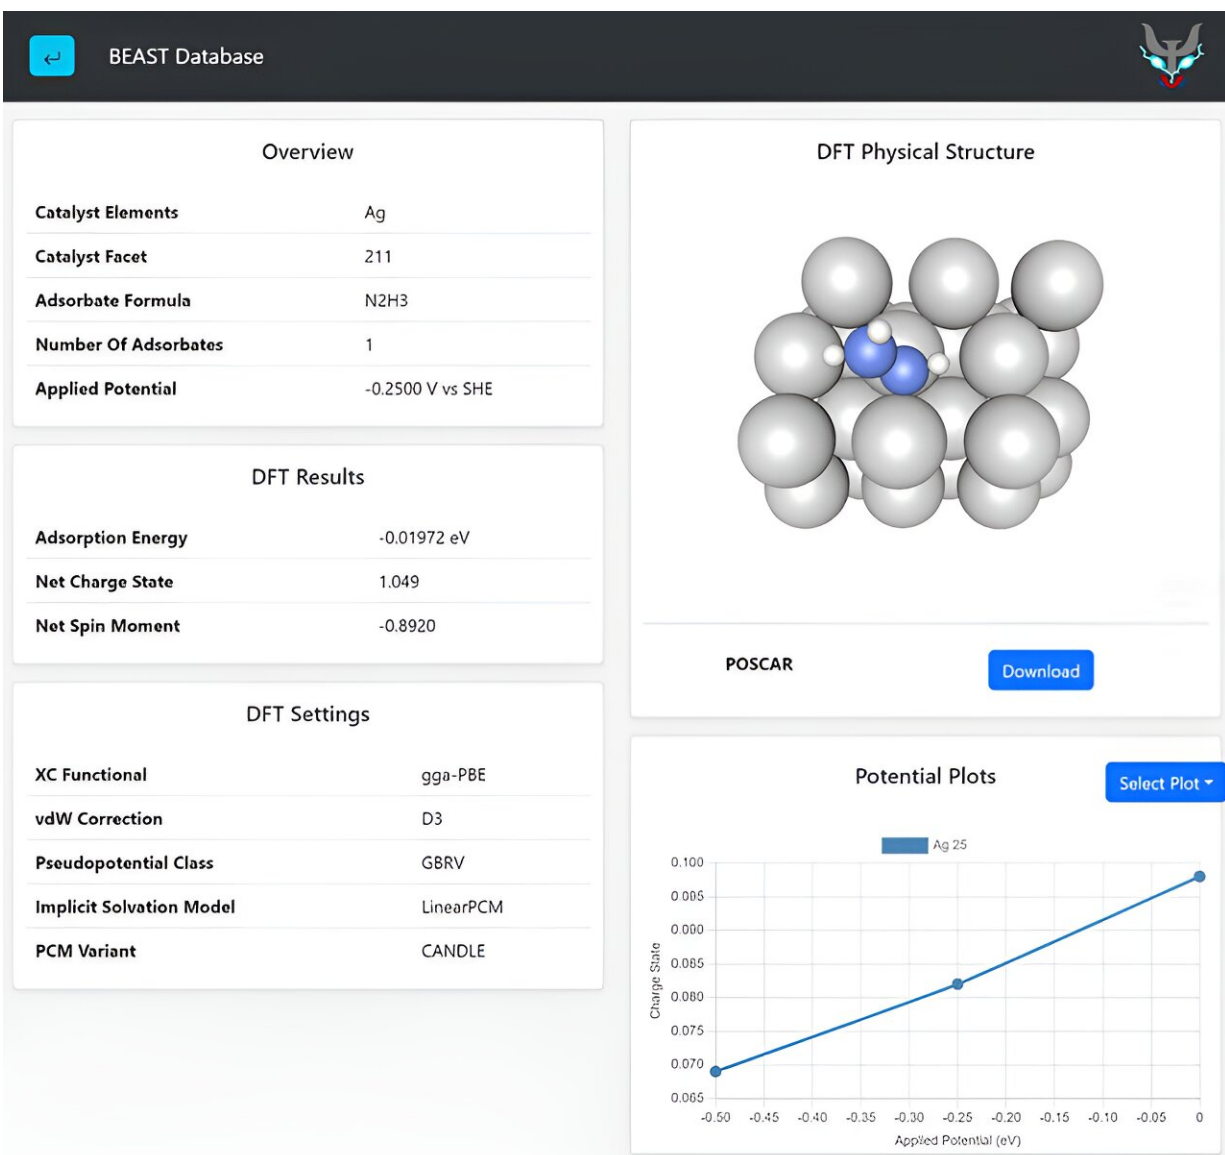 BEAST Database
Overview
Catalyst Elements Ag
Catalyst Facet 211
Adsorbate Formula N2H3
Number Of Adsorbates 1
Applied Potential -0.2500 V vs SHE
DFT Results
Adsorption Energy -0.01972 eV
Net Charge State 1.049
Net Spin Moment -0.8920
DFT Settings
XC Functional gga-PBE
vdW Correction D3
Pseudopotential Class GBRV
Implicit Solvation Model LinearPCM
PCM Variant CANDLE
DFT Physical Structure
POSCAR Download
Potential Plots Select Plot
Ag 25
0.100
0.095
0.090
0.085
0.080
0.075
0.070
0.065
Charge State
-0.50 -0.45 -0.40 -0.35 -0.30 -0.25 -0.20 -0.15 -0.10 -0.05 0
Applied Potential (eV)